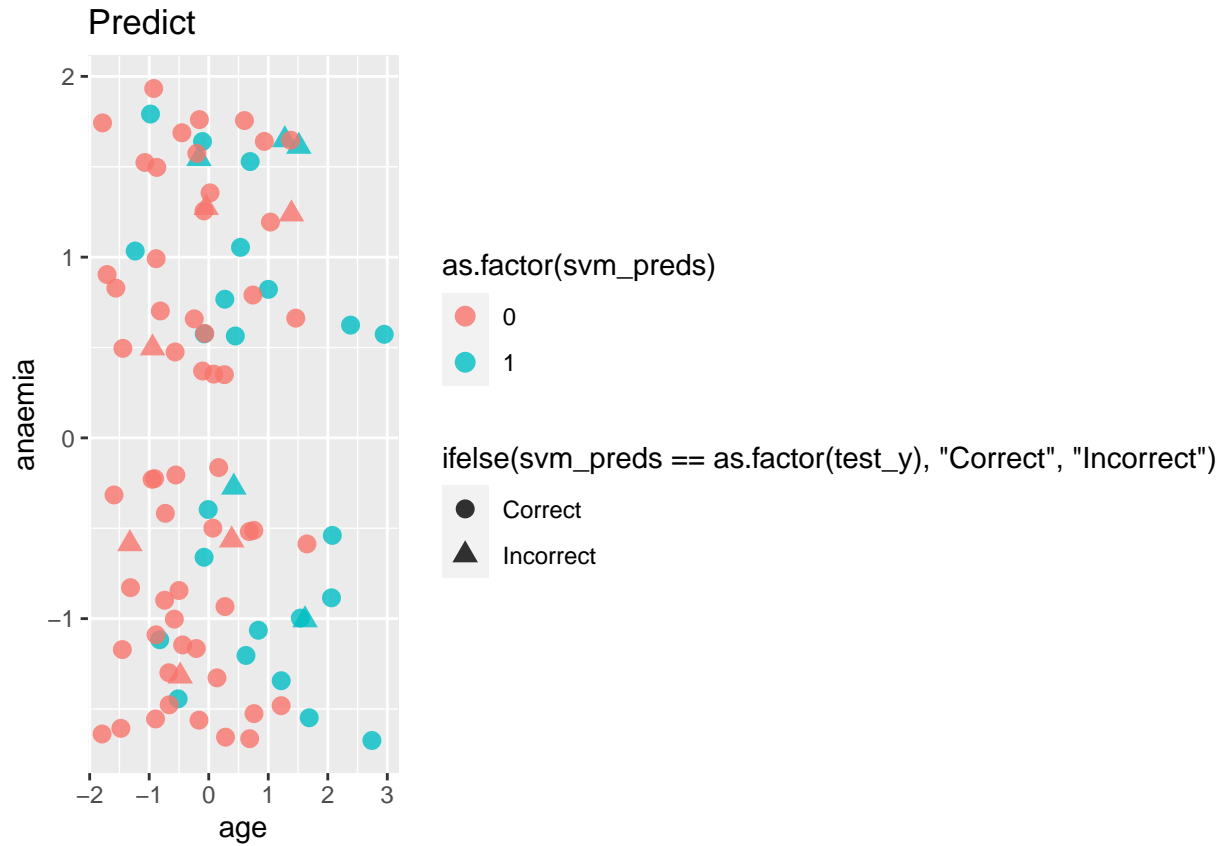 Predict
2
1
0
−1
anaemia
−2 −1 0 1 2 3
age
as.factor(svm_preds)
0
1
ifelse(svm_preds == as.factor(test_y), "Correct", "Incorrect")
Correct
Incorrect